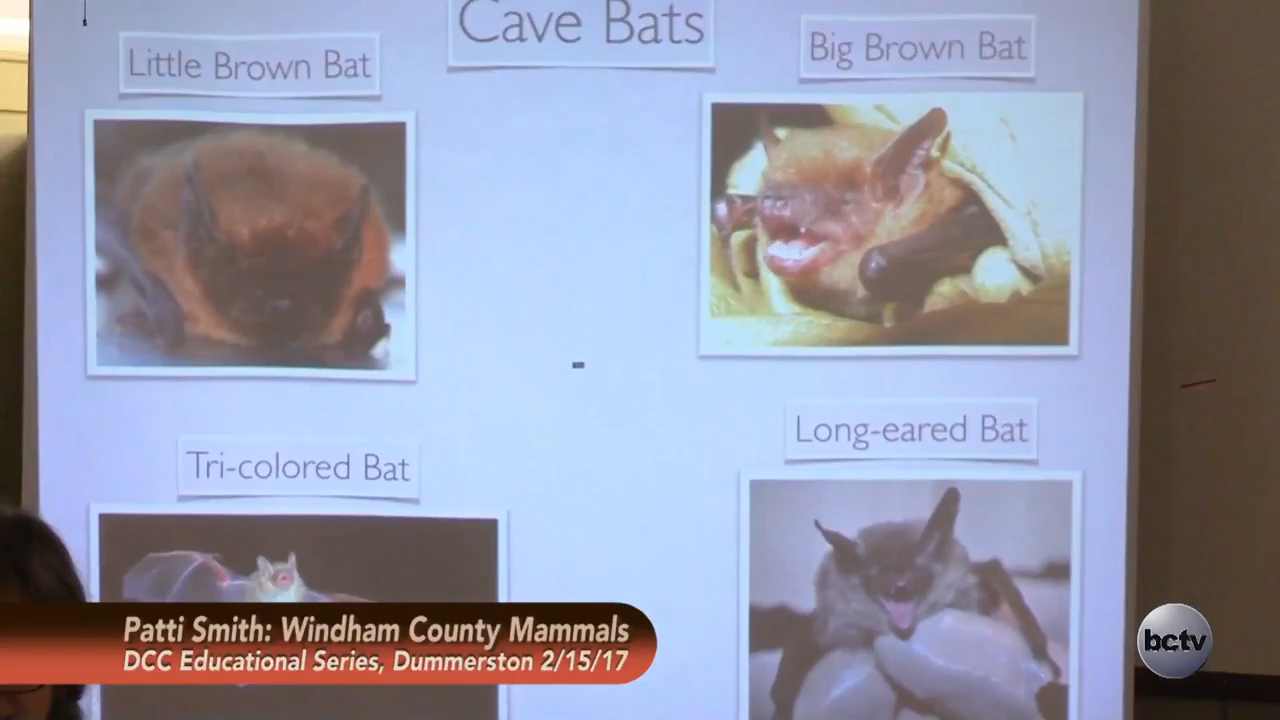 Cave Bats
Little Brown Bat
Big Brown Bat
Tri-colored Bat
Long-eared Bat
Patti Smith: Windham County Mammals
DCC Educational Series, Dummerston 2/15/17
bctv